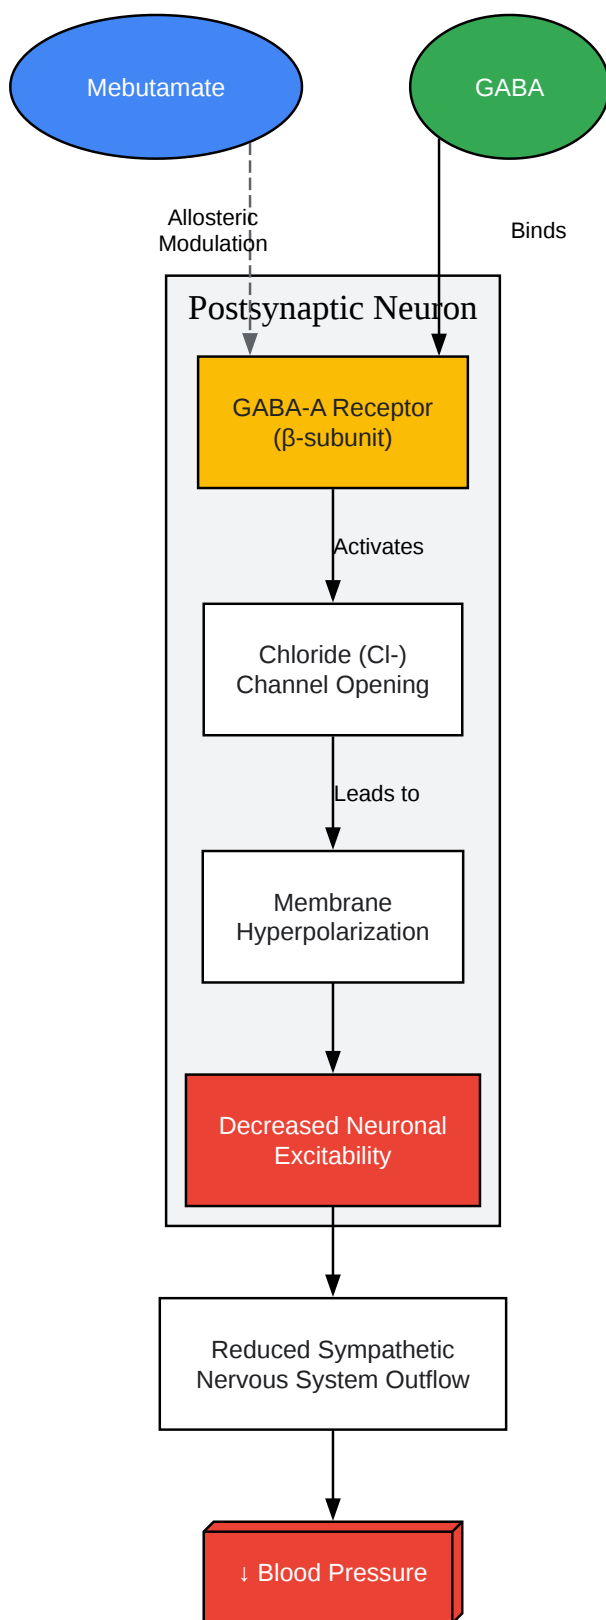 Mebutamate
GABA
Allosteric
Modulation
Binds
Postsynaptic Neuron
GABA-A Receptor
(β-subunit)
Activates
Chloride (Cl-)
Channel Opening
Leads to
Membrane
Hyperpolarization
Decreased Neuronal
Excitability
Reduced Sympathetic
Nervous System Outflow
↓ Blood Pressure